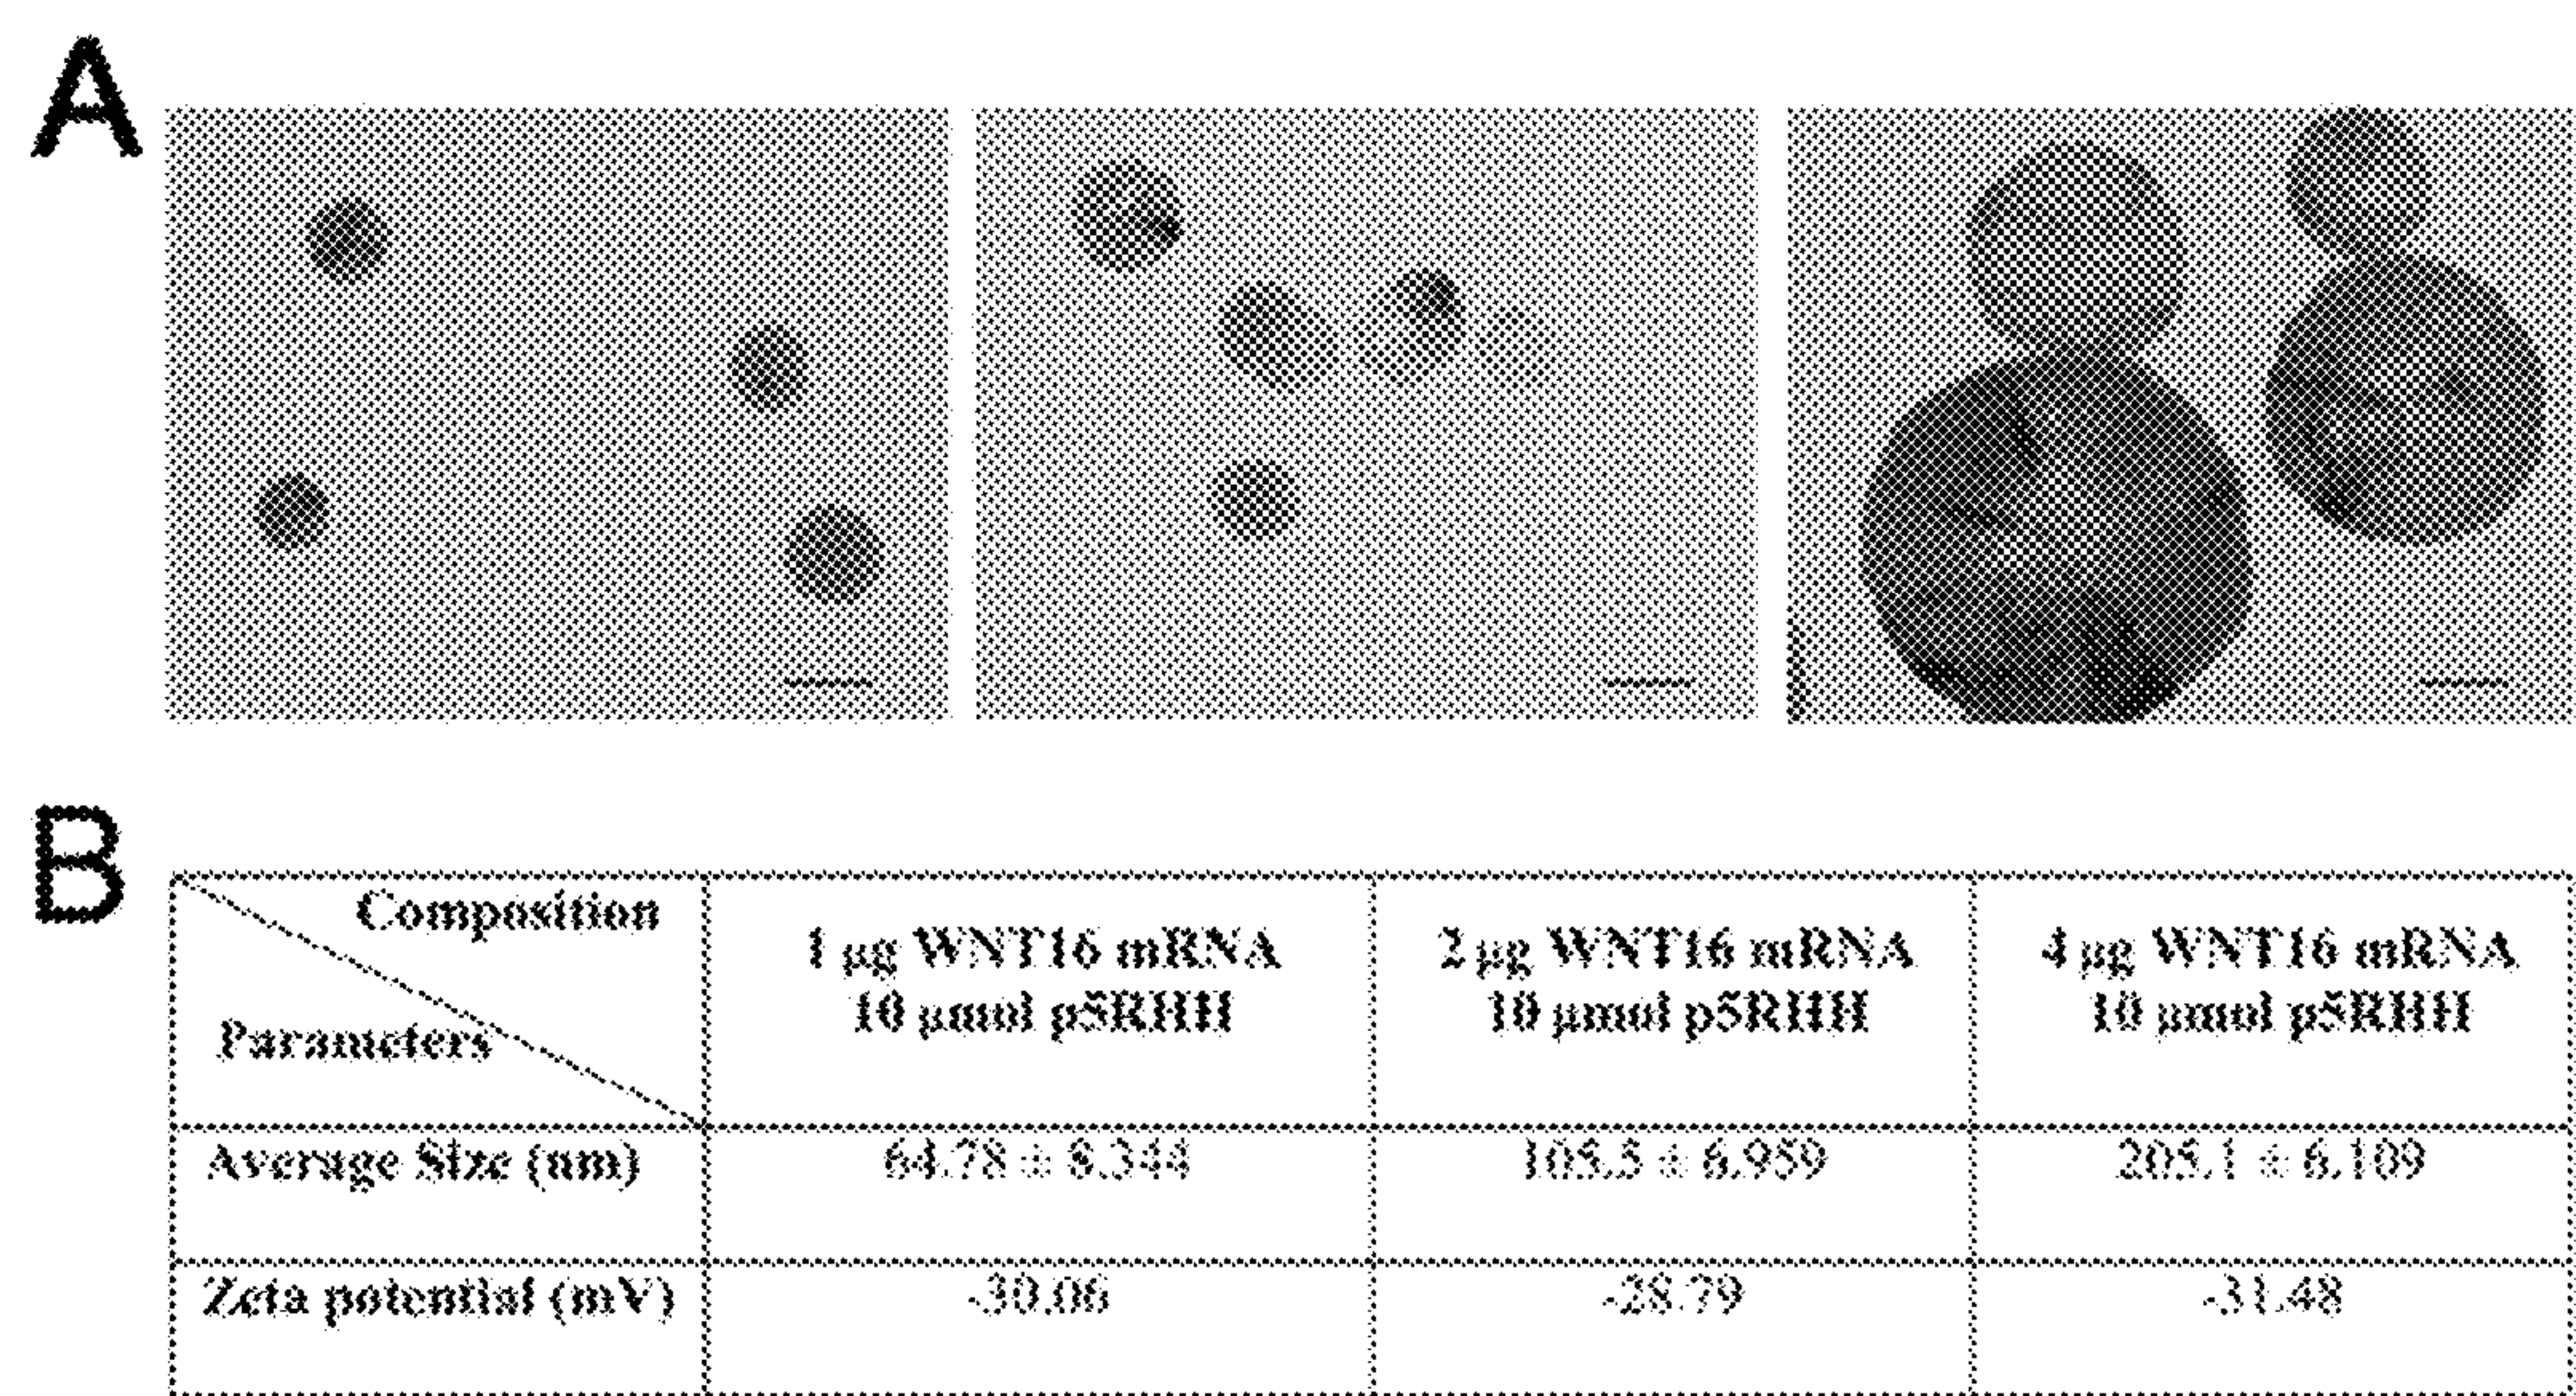 A
B
Composition
Parameters
1 µg WNT16 mRNA
10 µmol p5RHH
2 µg WNT16 mRNA
10 µmol p5RHH
4 µg WNT16 mRNA
10 µmol p5RHH
Average Size (nm)
64.78 ± 8.344
105.5 ± 6.959
205.1 ± 6.109
Zeta potential (mV)
-30.06
-28.79
-31.48